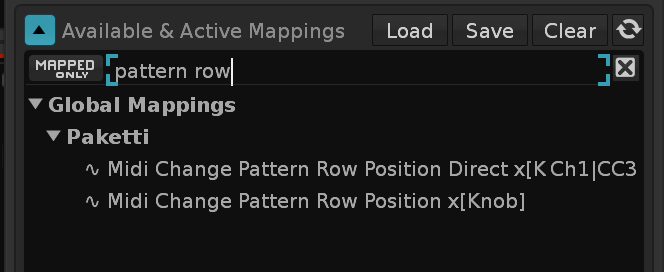 Available & Active Mappings Load Save Clear
MAPPED
ONLY
pattern row
Global Mappings
Paketti
Midi Change Pattern Row Position Direct x[K Ch1|CC3
Midi Change Pattern Row Position x[Knob]